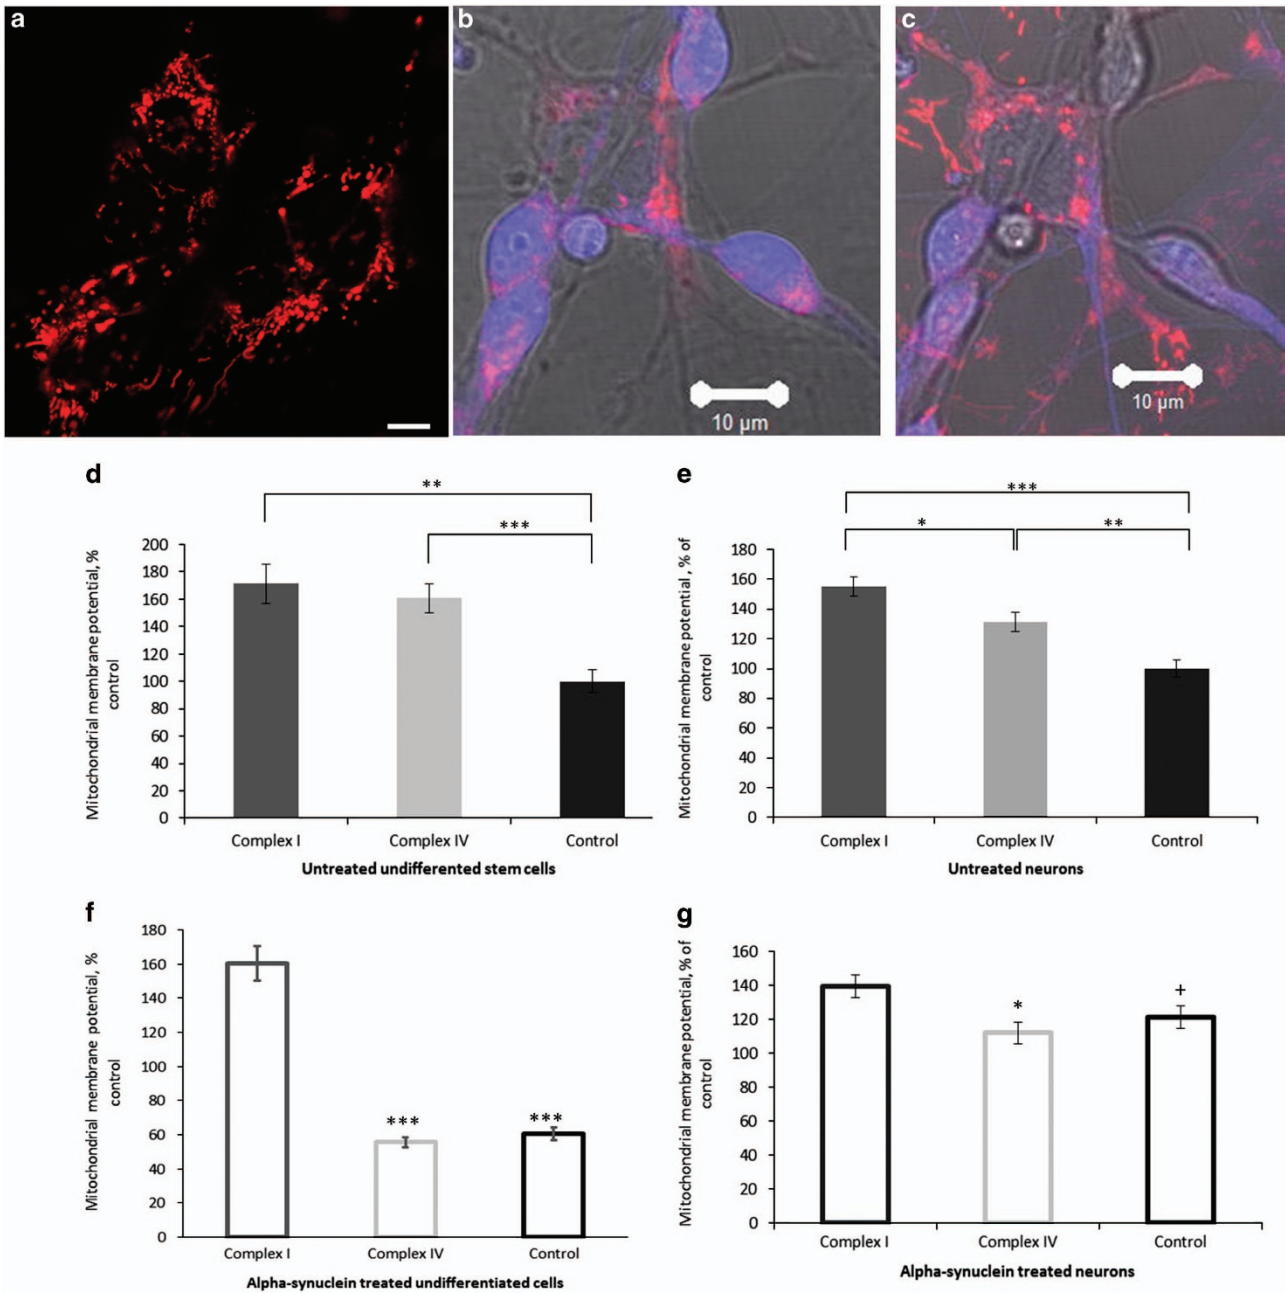 a
b
c
10 µm
10 µm
d
**
***
Mitochondrial membrane potential, %
control
200
180
160
140
120
100
80
60
40
20
0
Complex I
Complex IV
Control
Untreated undifferented stem cells
e
***
*
**
Mitochondrial membrane potential, % of
control
180
160
140
120
100
80
60
40
20
0
Complex I
Complex IV
Control
Untreated neurons
f
Mitochondrial membrane potential, %
control
180
160
140
120
100
80
60
40
20
0
***
***
Complex I
Complex IV
Control
Alpha-synuclein treated undifferentiated cells
g
Mitochondrial membrane potential, % of
control
160
140
120
100
80
60
40
20
0
*
+
Complex I
Complex IV
Control
Alpha-synuclein treated neurons